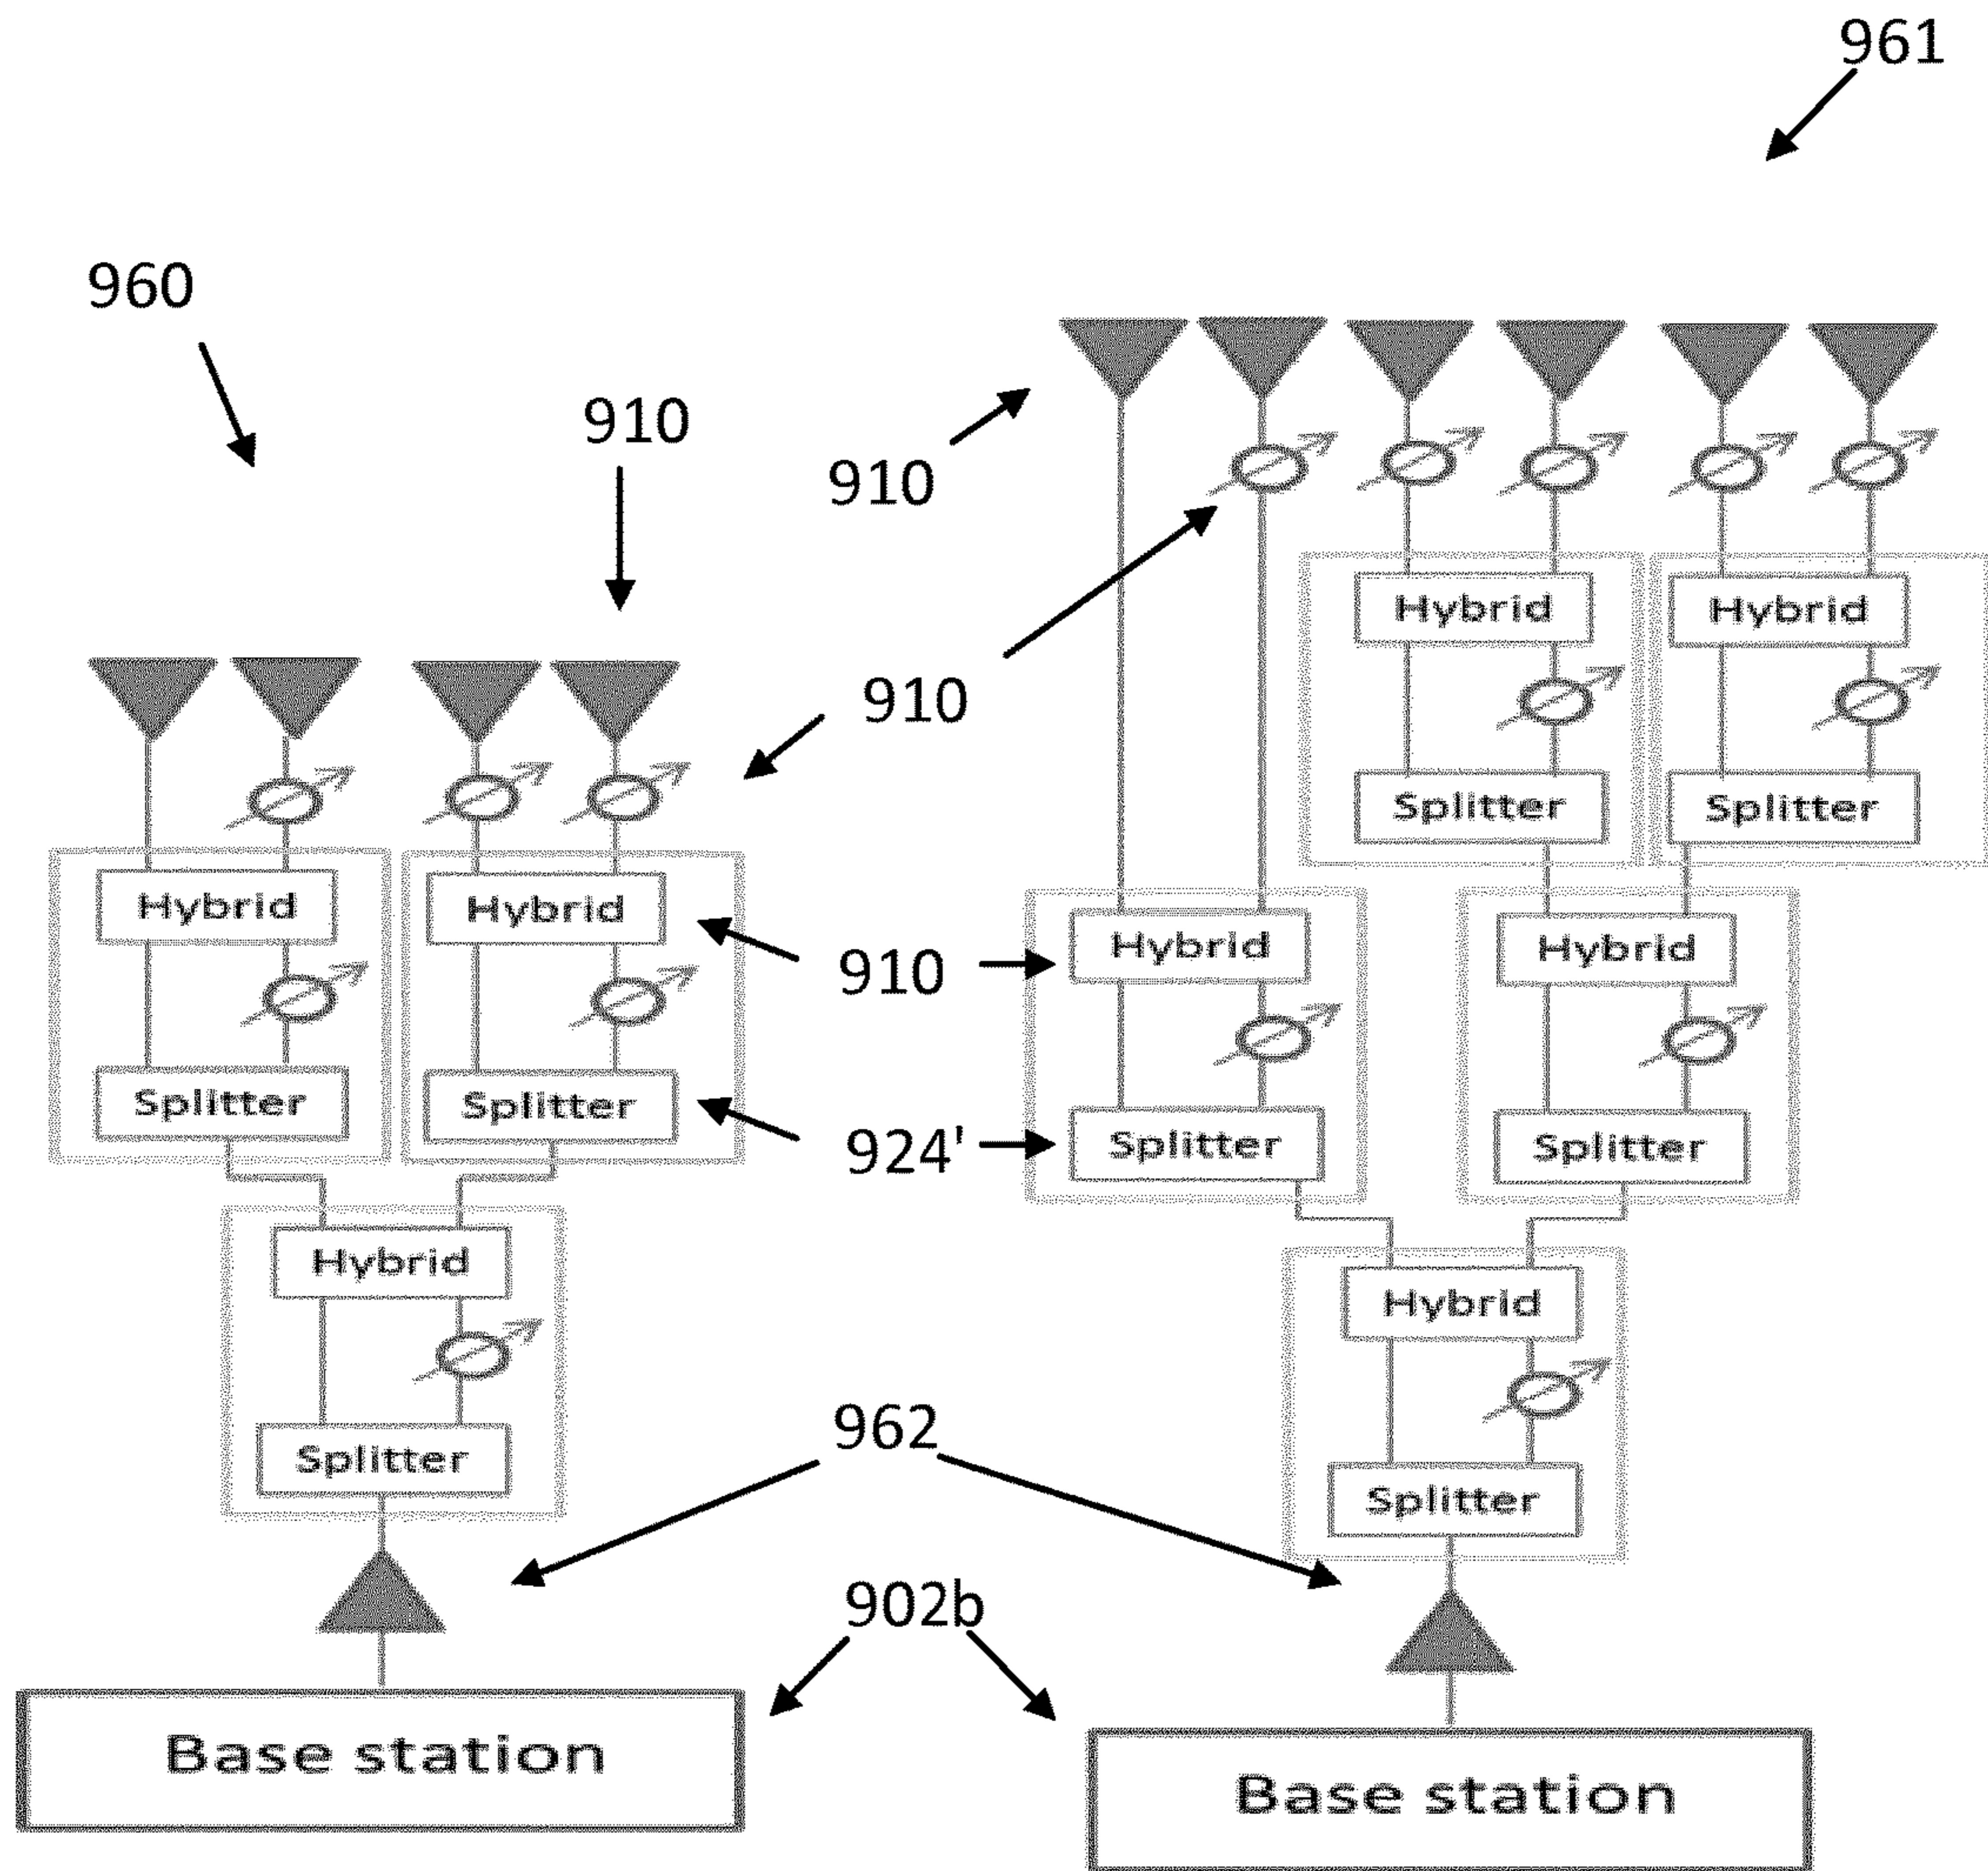 961
960
910
910
910
Hybrid
Hybrid
Splitter
Splitter
Hybrid
Hybrid
910
Hybrid
Hybrid
Splitter
Splitter
924'
Splitter
Splitter
Hybrid
Hybrid
962
Splitter
Splitter
902b
Base station
Base station